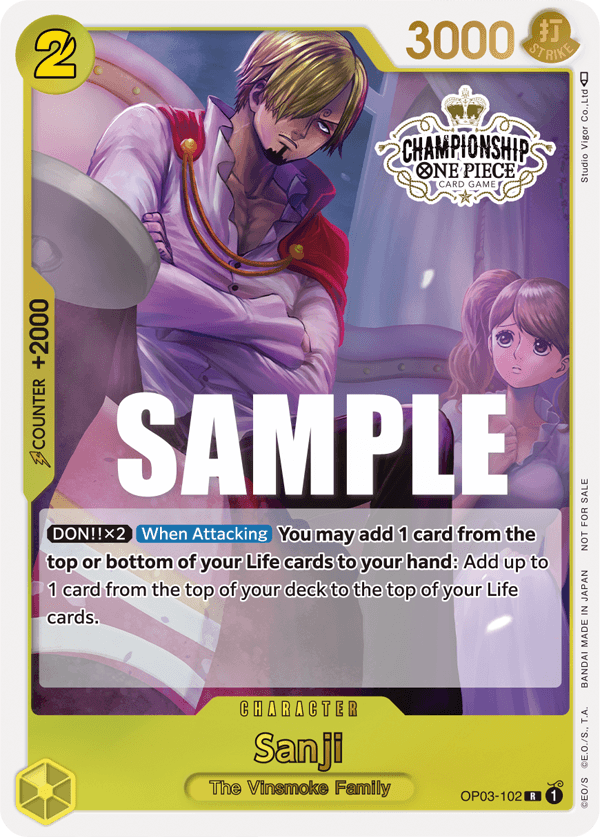 2
3000
打
STRIKE
Studio Vigor Co.,Ltd
CHAMPIONSHIP
ONE PIECE
CARD GAME
COUNTER +2000
SAMPLE
DON!!×2 When Attacking You may add 1 card from the
top or bottom of your Life cards to your hand: Add up to
1 card from the top of your deck to the top of your Life
cards.
CHARACTER
Sanji
The Vinsmoke Family
OP03-102 R 1
©EO/S ©E.O./S., T.A. BANDAI MADE IN JAPAN NOT FOR SALE